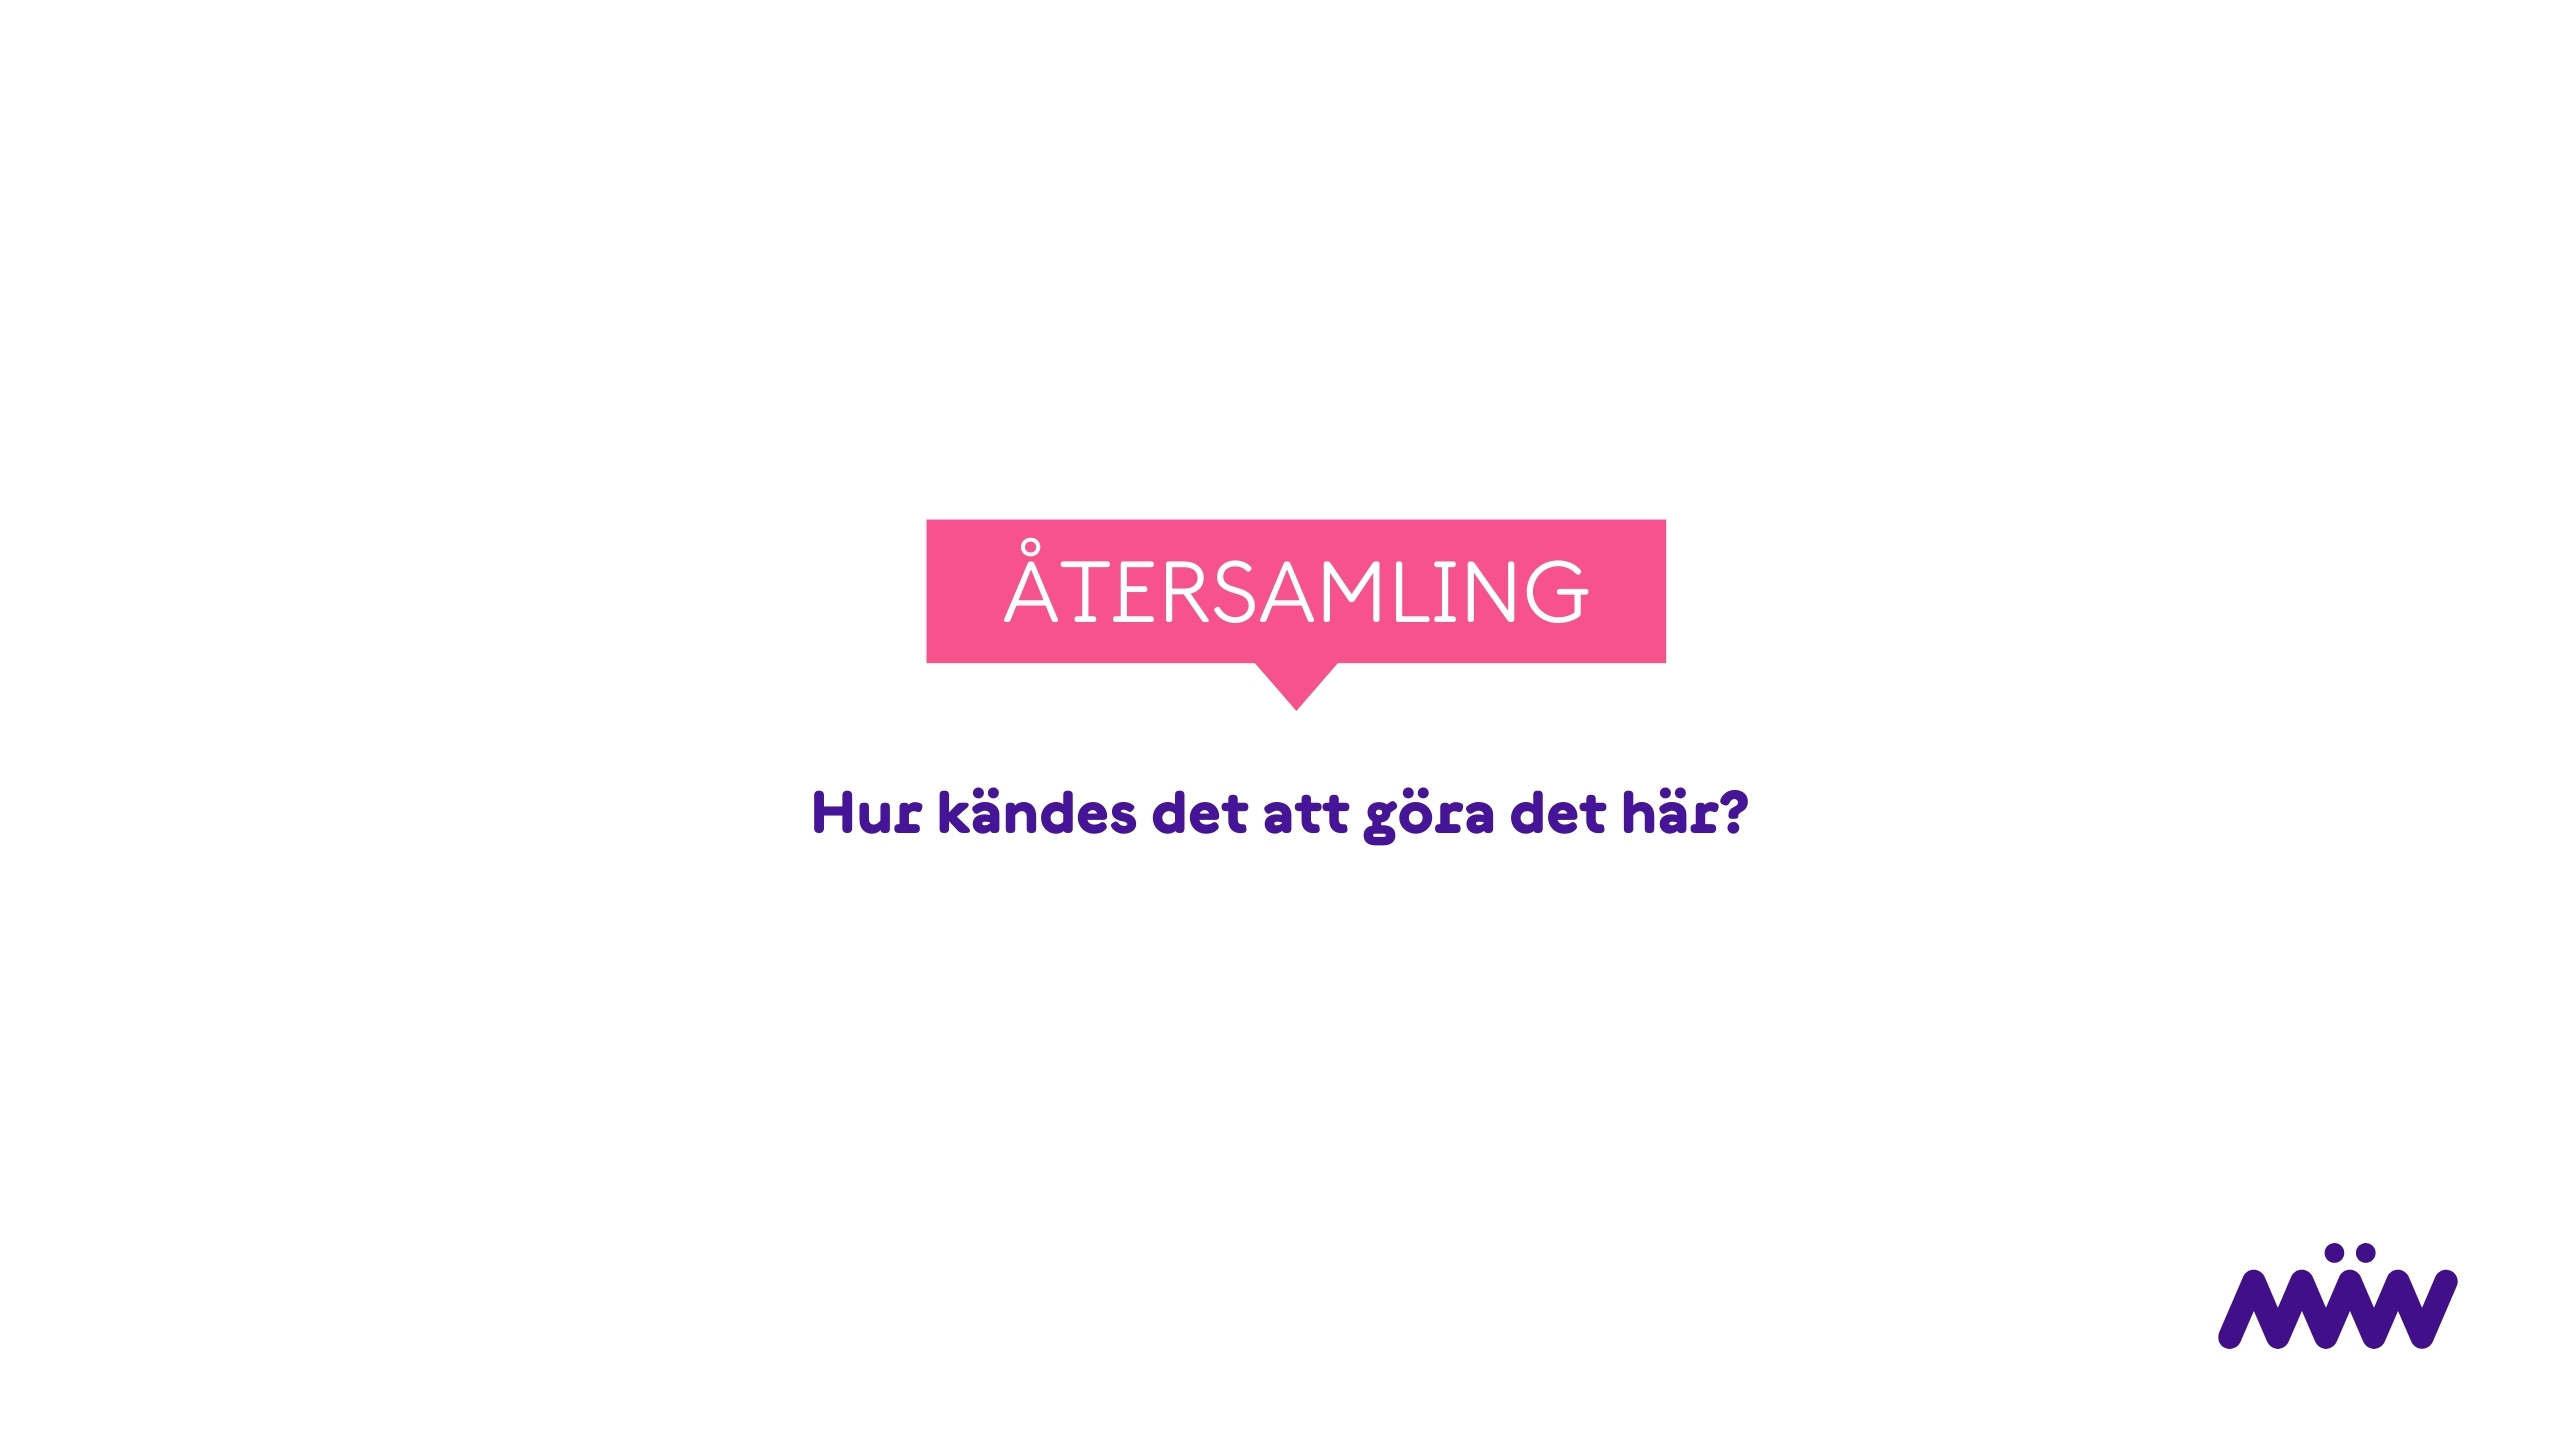 ÅTERSAMLING
Hur kändes det att göra det här?